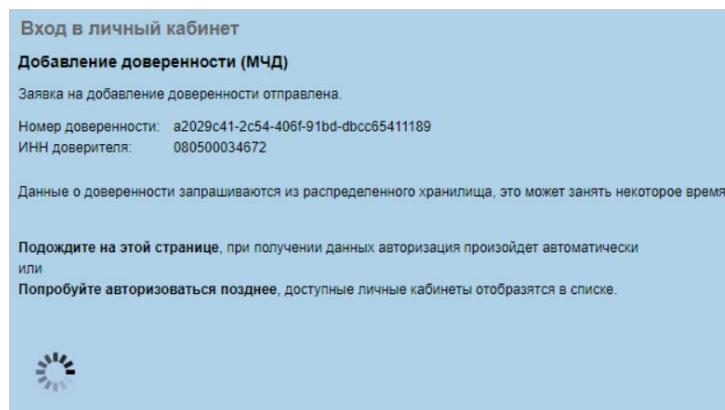 Вход в личный кабинет
Добавление доверенности (МЧД)
Заявка на добавление доверенности отправлена.
Номер доверенности: a2029c41-2c54-406f-91bd-dbcc65411189
ИНН доверителя: 080500034672
Данные о доверенности запрашиваются из распределенного хранилища, это может занять некоторое время
Подождите на этой странице, при получении данных авторизация произойдет автоматически
или
Попробуйте авторизоваться позднее, доступные личные кабинеты отобразятся в списке.